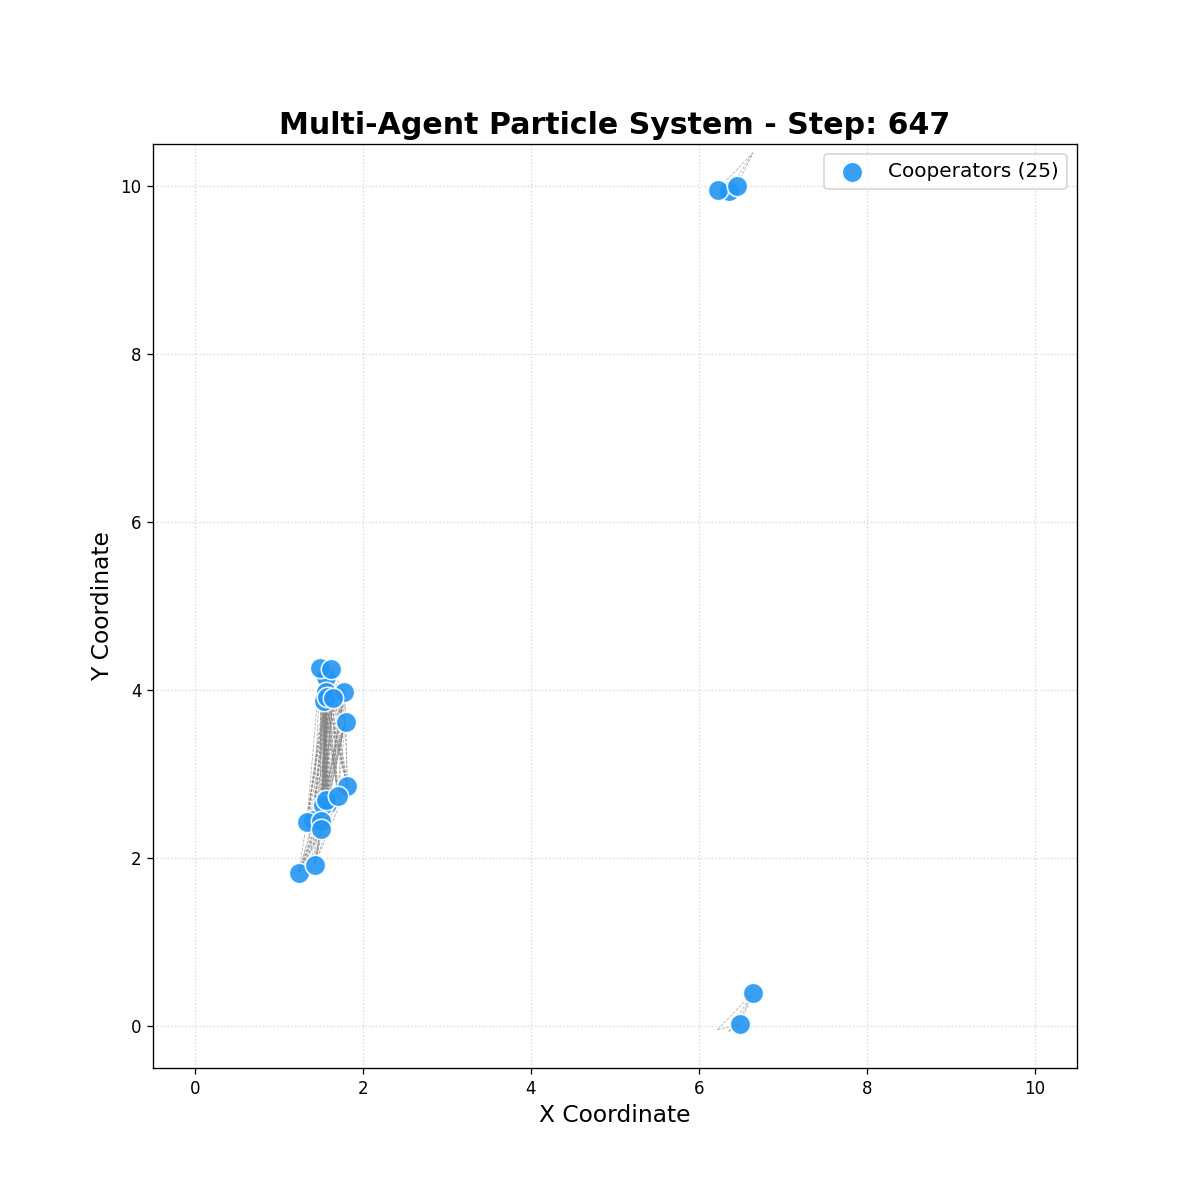 Multi-Agent Particle System - Step: 647
Cooperators (25)
10
8
6
4
2
0
Y Coordinate
0 2 4 6 8 10
X Coordinate